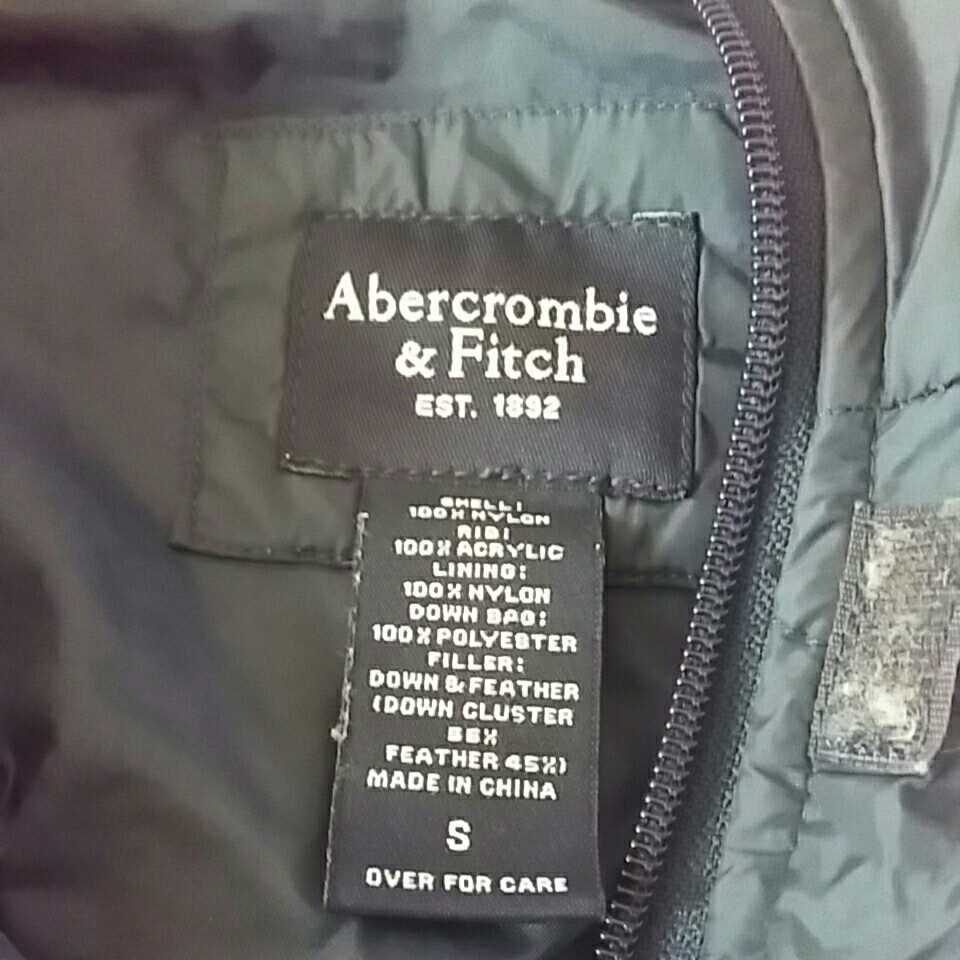 Abercrombie
& Fitch
EST. 1892
SHELL:
100% NYLON
RIB:
100% ACRYLIC
LINING:
100% NYLON
DOWN BAG:
100% POLYESTER
FILLER:
DOWN & FEATHER
(DOWN CLUSTER
55%
FEATHER 45%)
MADE IN CHINA
S
OVER FOR CARE